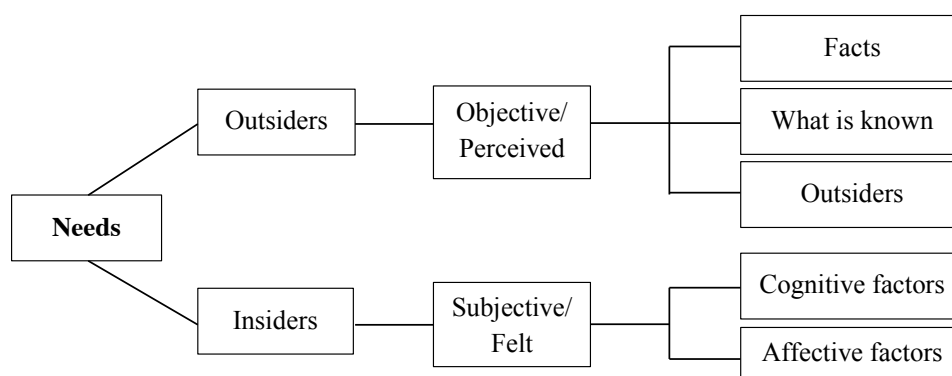 Needs
Outsiders
Objective/
Perceived
Facts
What is known
Outsiders
Insiders
Subjective/
Felt
Cognitive factors
Affective factors